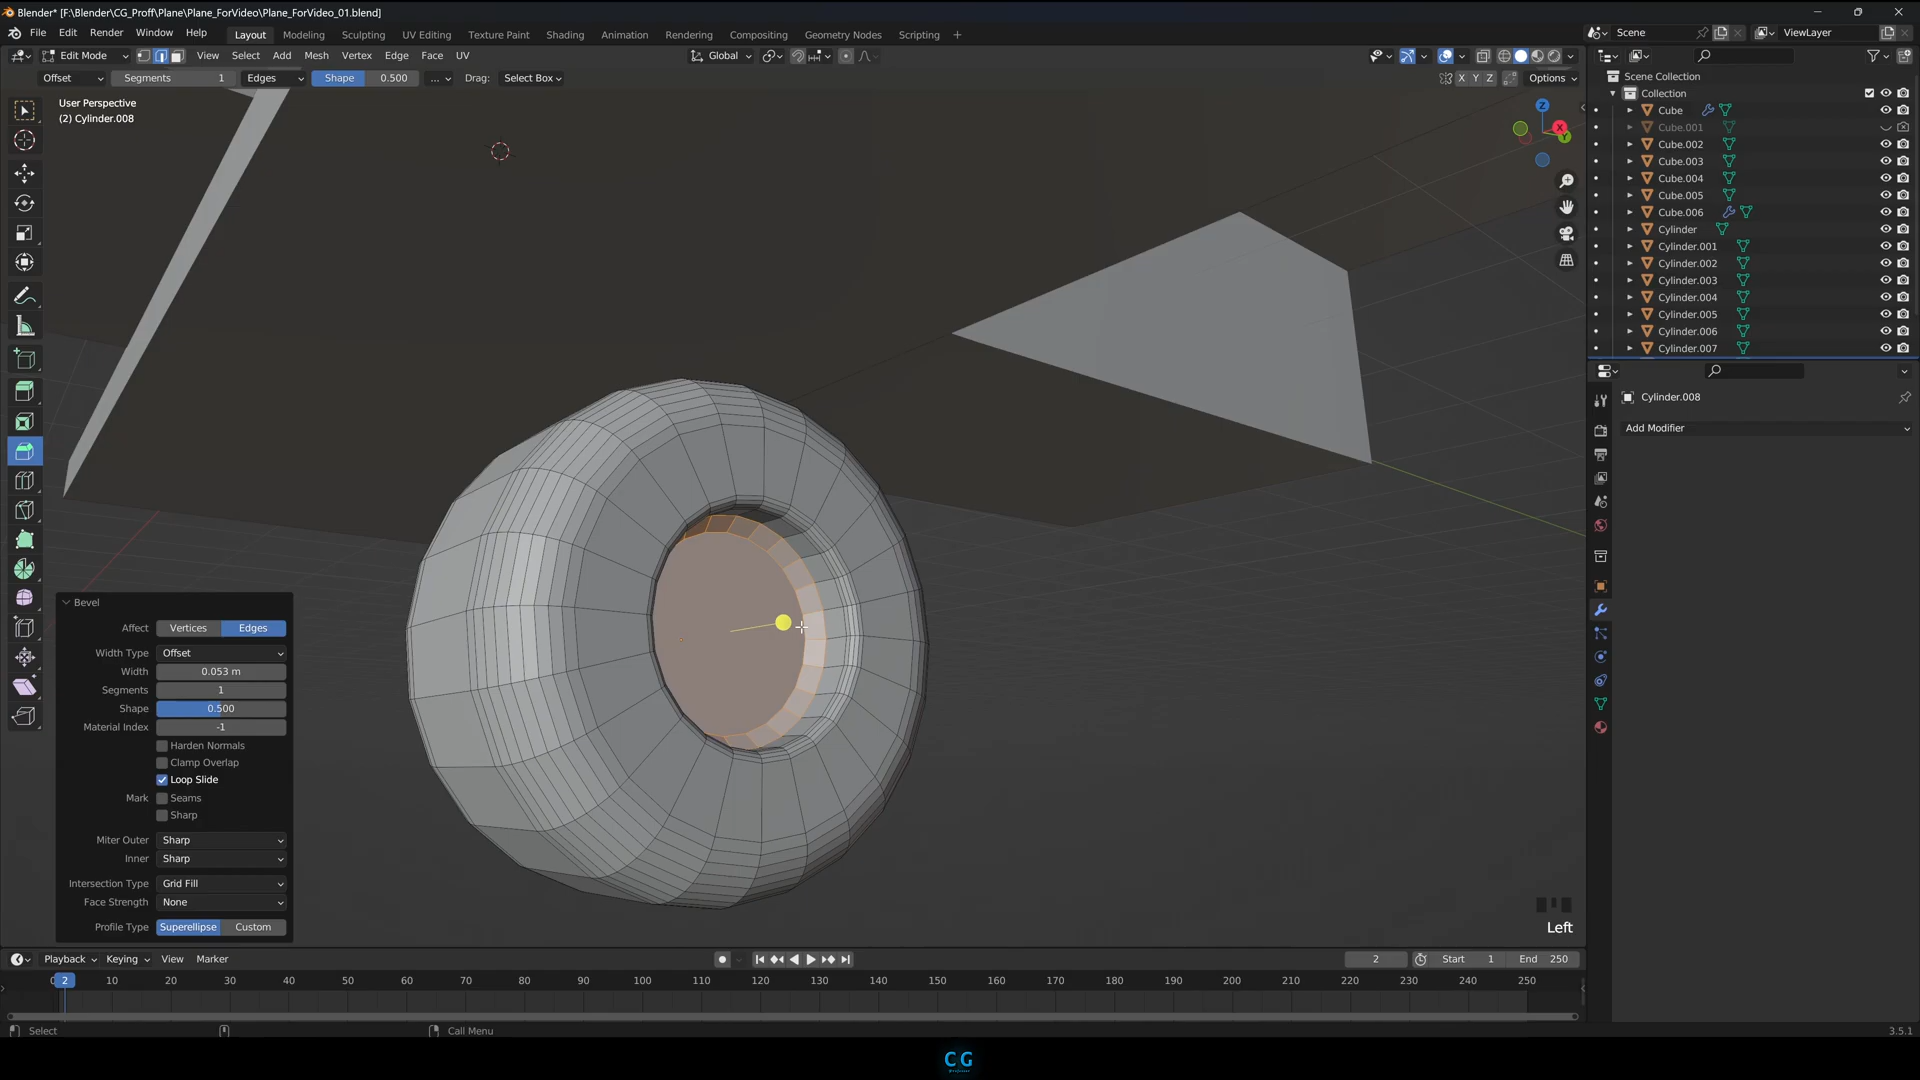 Blender* [F:\Blender\CG_Proff\Plane\Plane_ForVideo\Plane_ForVideo_01.blend]
File Edit Render Window Help Layout Modeling Sculpting UV Editing Texture Paint Shading Animation Rendering Compositing Geometry Nodes Scripting + Scene ViewLayer
Edit Mode View Select Add Mesh Vertex Edge Face UV Global
Offset Segments 1 Edges Shape 0.500 ... Drag: Select Box X Y Z Options
User Perspective
(2) Cylinder.008
Z
X
Y
Scene Collection
Collection
Cube
Cube.001
Cube.002
Cube.003
Cube.004
Cube.005
Cube.006
Cylinder
Cylinder.001
Cylinder.002
Cylinder.003
Cylinder.004
Cylinder.005
Cylinder.006
Cylinder.007
Cylinder.008
Add Modifier
Bevel
Affect Vertices Edges
Width Type Offset
Width 0.053 m
Segments 1
Shape 0.500
Material Index -1
Harden Normals
Clamp Overlap
Loop Slide
Mark Seams
Sharp
Miter Outer Sharp
Inner Sharp
Intersection Type Grid Fill
Face Strength None
Profile Type Superellipse Custom
Left
Playback Keying View Marker 2 Start 1 End 250
0 2 10 20 30 40 50 60 70 80 90 100 110 120 130 140 150 160 170 180 190 200 210 220 230 240 250
Select Call Menu 3.5.1
CG